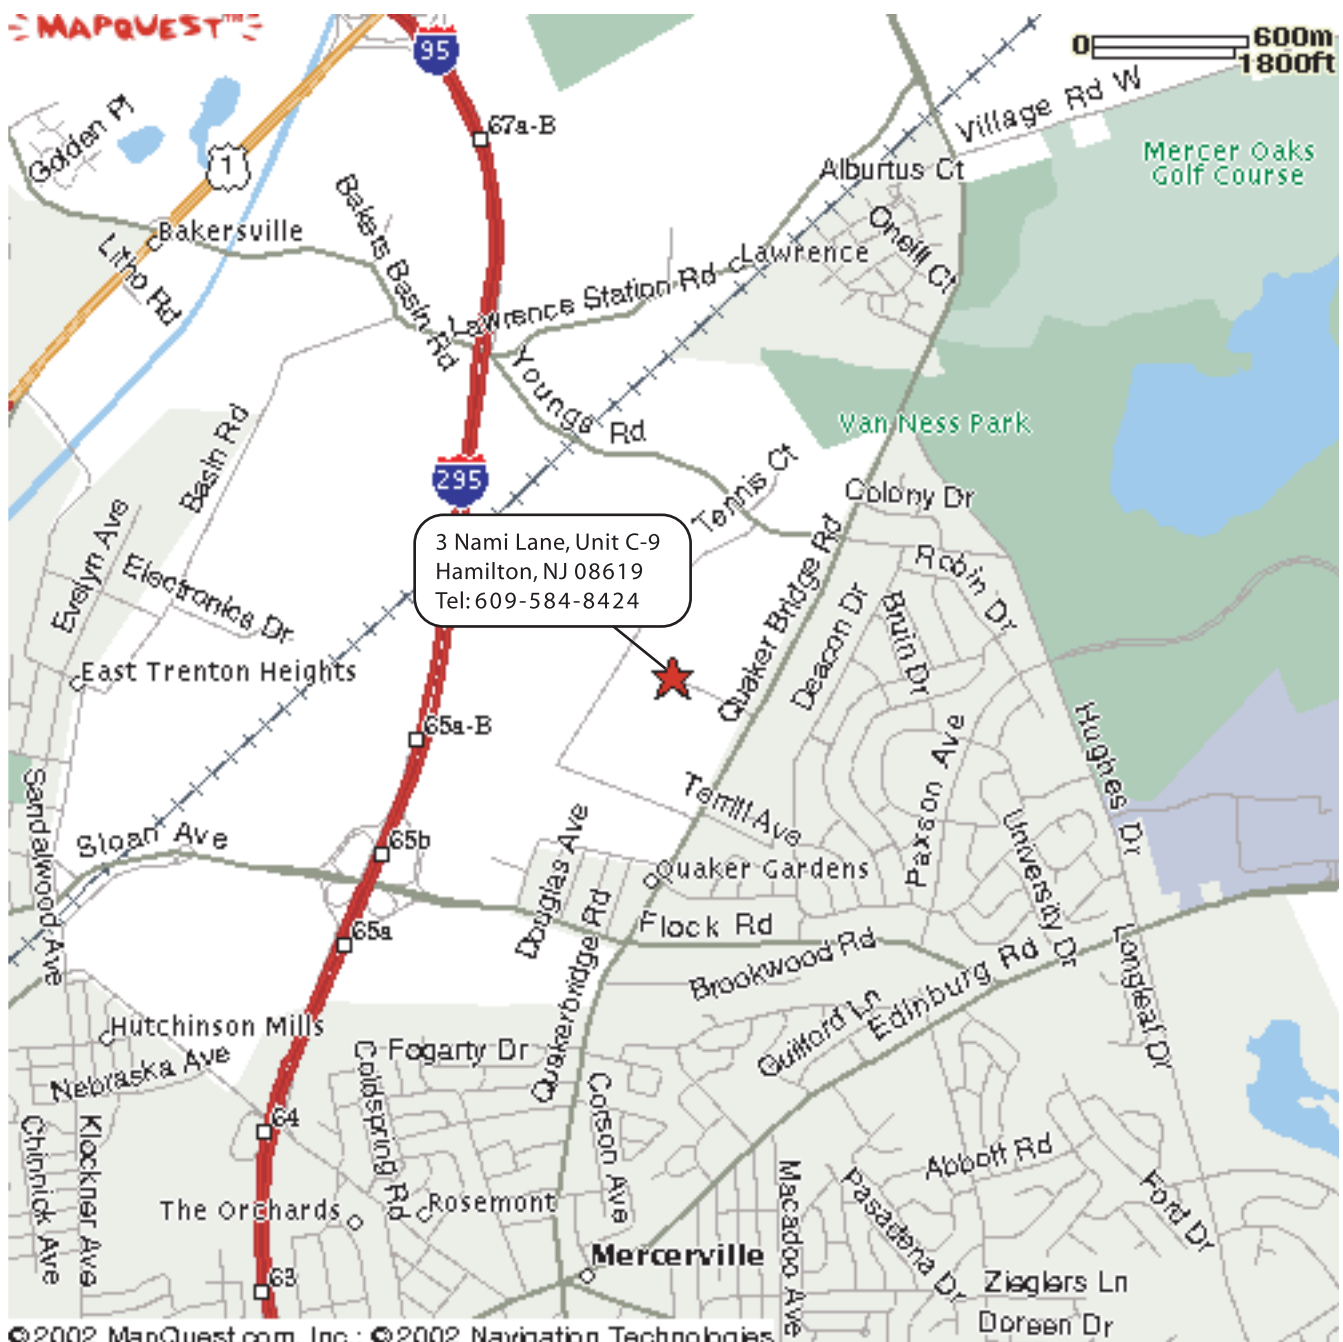 MAPQUEST™
95
0 600m
1800ft
67a-B
Village Rd W
Golden Pl
1
Mercer Oaks
Golf Course
Alburtus Ct
Bakersville
Bakers Basin Rd
Oneill Ct
Litho Rd
Lawrence
Lawrence Station Rd
Youngs Rd
Van Ness Park
Basin Rd
295
Tennis Ct
Colony Dr
3 Nami Lane, Unit C-9
Hamilton, NJ 08619
Tel: 609-584-8424
Evelyn Ave
Electronics Dr
Quaker Bridge Rd
Robin Dr
Deacon Dr
Bruin Dr
East Trenton Heights
65a-B
Hughes Dr
Paxson Ave
Sandalwood Ave
Sloan Ave
Terrill Ave
65b
Douglas Ave
University Dr
Quaker Gardens
65a
Flock Rd
Brookwood Rd
Edinburg Rd
Longleaf Dr
Quakerbridge Rd
Guilford Ln
Hutchinson Mills
Nebraska Ave
Fogarty Dr
Coldspring Rd
Corson Ave
64
Chinnick Ave
Klockner Ave
Abbott Rd
The Orchards
Rosemont
Macadoo Ave
Pasadena Dr
Ford Dr
Mercerville
63
Zieglers Ln
Doreen Dr
©2002 MapQuest.com, Inc.; ©2002 Navigation Technologies